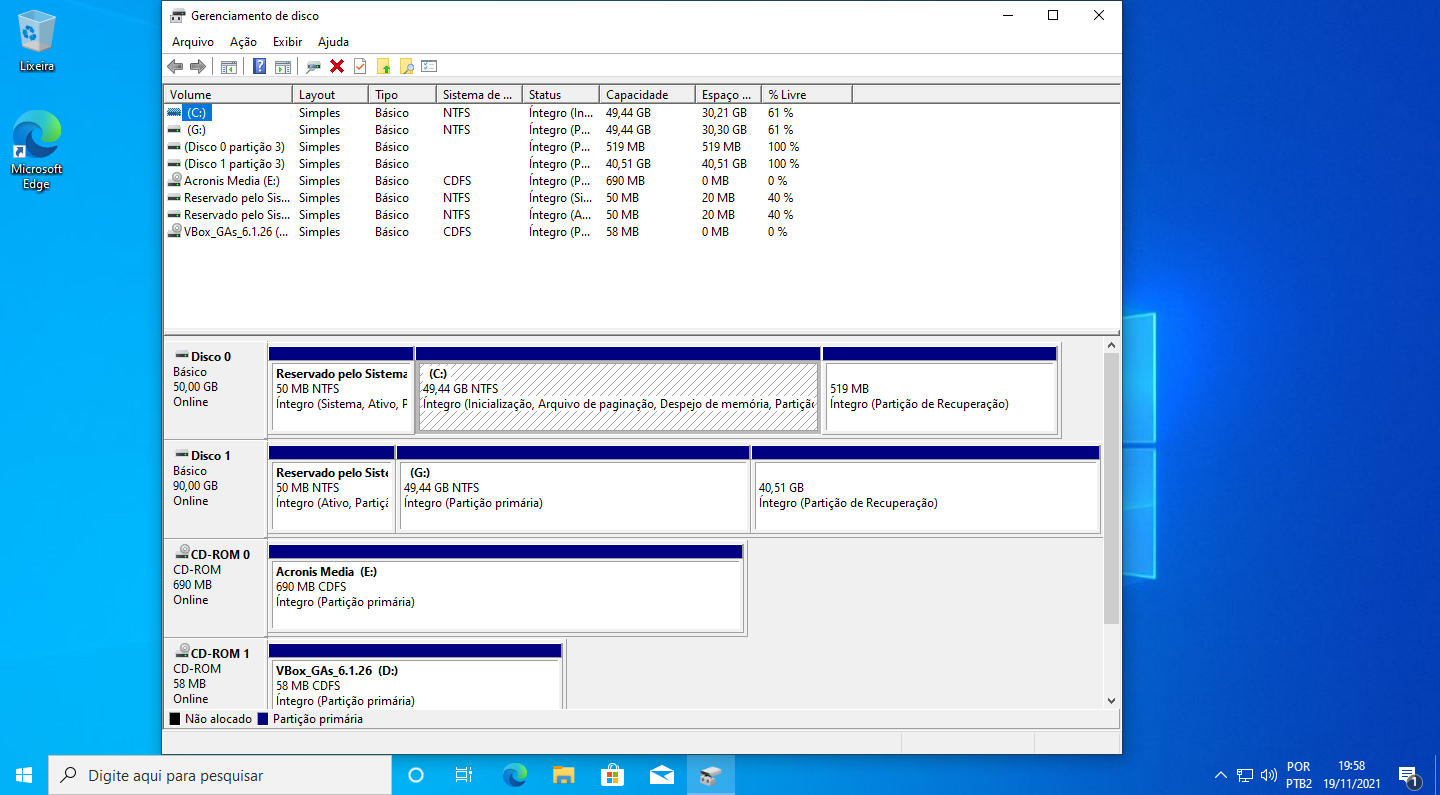 Lixeira
Microsoft
Edge
Gerenciamento de disco
Arquivo Ação Exibir Ajuda
Volume Layout Tipo Sistema de ... Status Capacidade Espaço ... % Livre
(C:) Simples Básico NTFS Íntegro (In... 49,44 GB 30,21 GB 61 %
(G:) Simples Básico NTFS Íntegro (P... 49,44 GB 30,30 GB 61 %
(Disco 0 partição 3) Simples Básico Íntegro (P... 519 MB 519 MB 100 %
(Disco 1 partição 3) Simples Básico Íntegro (P... 40,51 GB 40,51 GB 100 %
Acronis Media (E:) Simples Básico CDFS Íntegro (P... 690 MB 0 MB 0 %
Reservado pelo Sis... Simples Básico NTFS Íntegro (Si... 50 MB 20 MB 40 %
Reservado pelo Sis... Simples Básico NTFS Íntegro (A... 50 MB 20 MB 40 %
VBox_GAs_6.1.26 (... Simples Básico CDFS Íntegro (P... 58 MB 0 MB 0 %
Disco 0
Básico
50,00 GB
Online
Reservado pelo Sistema
50 MB NTFS
Íntegro (Sistema, Ativo, P
(C:)
49,44 GB NTFS
Íntegro (Inicialização, Arquivo de paginação, Despejo de memória, Partição
519 MB
Íntegro (Partição de Recuperação)
Disco 1
Básico
90,00 GB
Online
Reservado pelo Siste
50 MB NTFS
Íntegro (Ativo, Partiçã
(G:)
49,44 GB NTFS
Íntegro (Partição primária)
40,51 GB
Íntegro (Partição de Recuperação)
CD-ROM 0
CD-ROM
690 MB
Online
Acronis Media (E:)
690 MB CDFS
Íntegro (Partição primária)
CD-ROM 1
CD-ROM
58 MB
Online
VBox_GAs_6.1.26 (D:)
58 MB CDFS
Íntegro (Partição primária)
Não alocado Partição primária
Digite aqui para pesquisar
POR
PTB2
19:58
19/11/2021
1